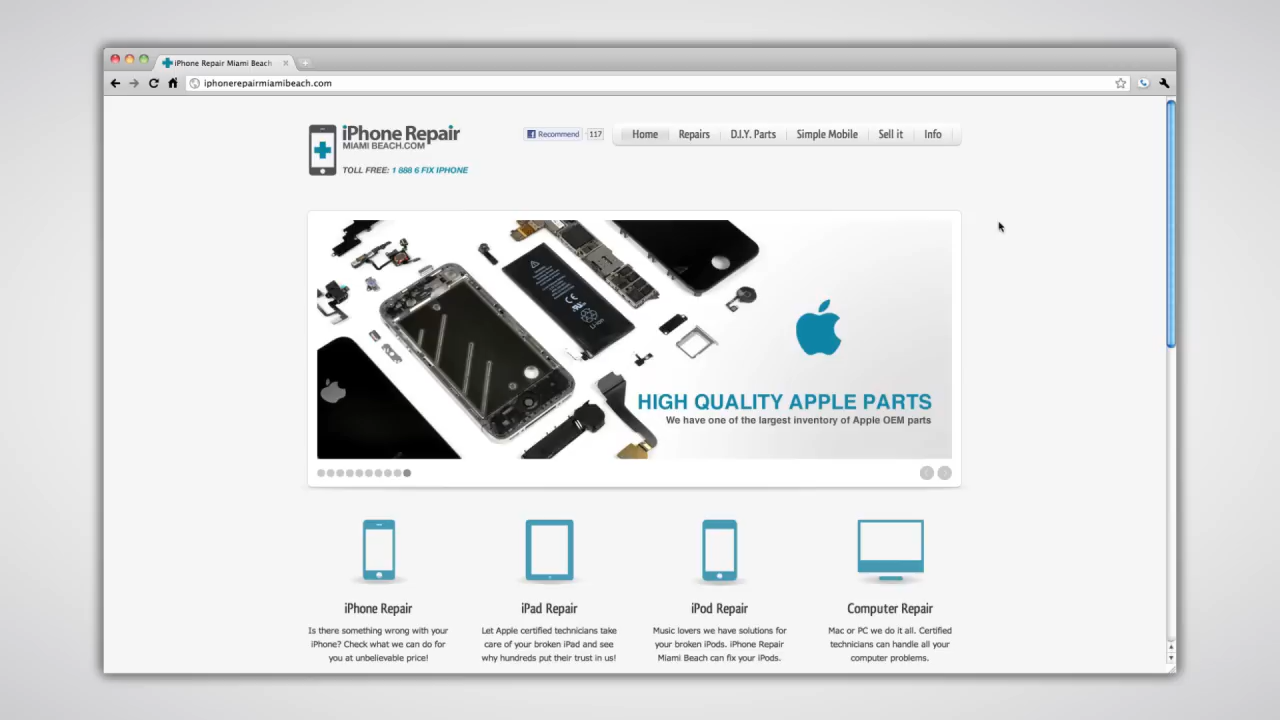 iPhone Repair Miami Beach
iphonerepairmiamibeach.com
iPhone Repair
MIAMI BEACH.COM
TOLL FREE: 1 888 6 FIX IPHONE
Recommend 117
Home Repairs D.I.Y. Parts Simple Mobile Sell it Info
Li-ion
HIGH QUALITY APPLE PARTS
We have one of the largest inventory of Apple OEM parts
iPhone Repair
Is there something wrong with your
iPhone? Check what we can do for
you at unbelievable price!
iPad Repair
Let Apple certified technicians take
care of your broken iPad and see
why hundreds put their trust in us!
iPod Repair
Music lovers we have solutions for
your broken iPods. iPhone Repair
Miami Beach can fix your iPods.
Computer Repair
Mac or PC we do it all. Certified
technicians can handle all your
computer problems.